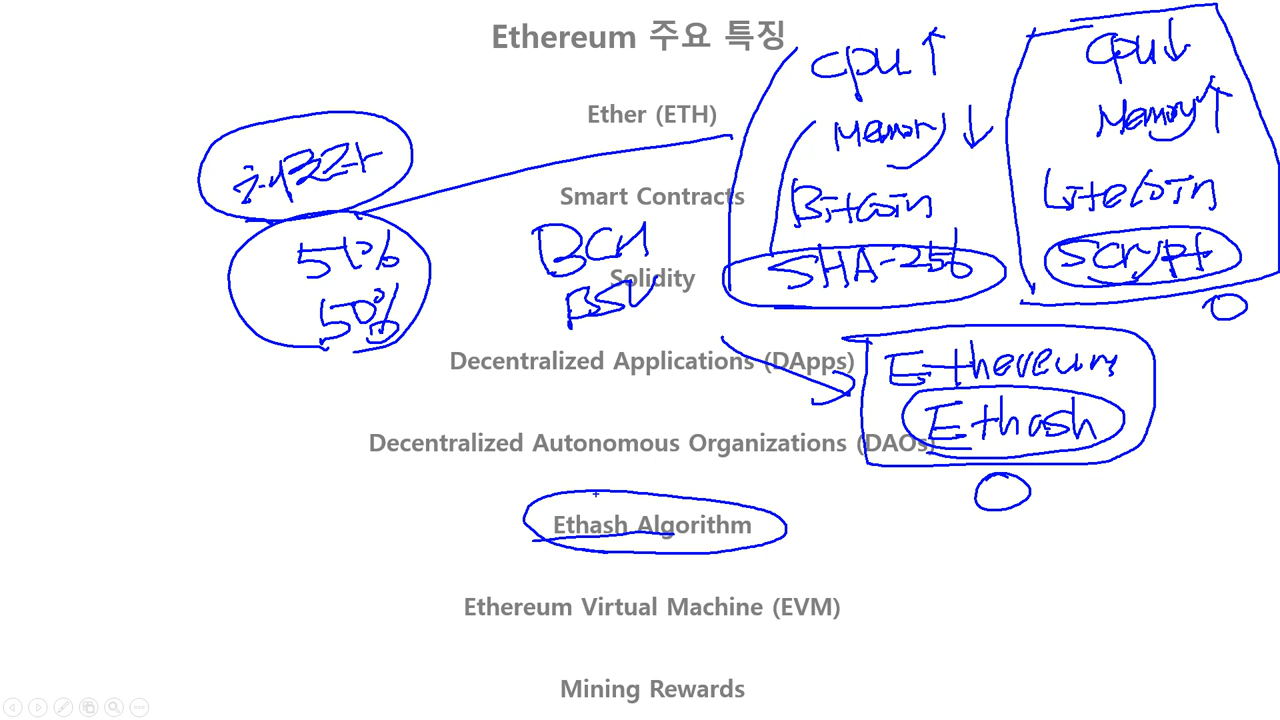 Ethereum 주요 특징
Ether (ETH)
Smart Contracts
Solidity
Decentralized Applications (DApps)
Decentralized Autonomous Organizations (DAOs)
Ethash Algorithm
Ethereum Virtual Machine (EVM)
Mining Rewards
51%
50%
BCH
BSV
CPU ↑
Memory ↓
Bitcoin
SHA-256
CPU ↓
Memory ↑
LiteCoin
Scrypt
Ethereum
Ethash